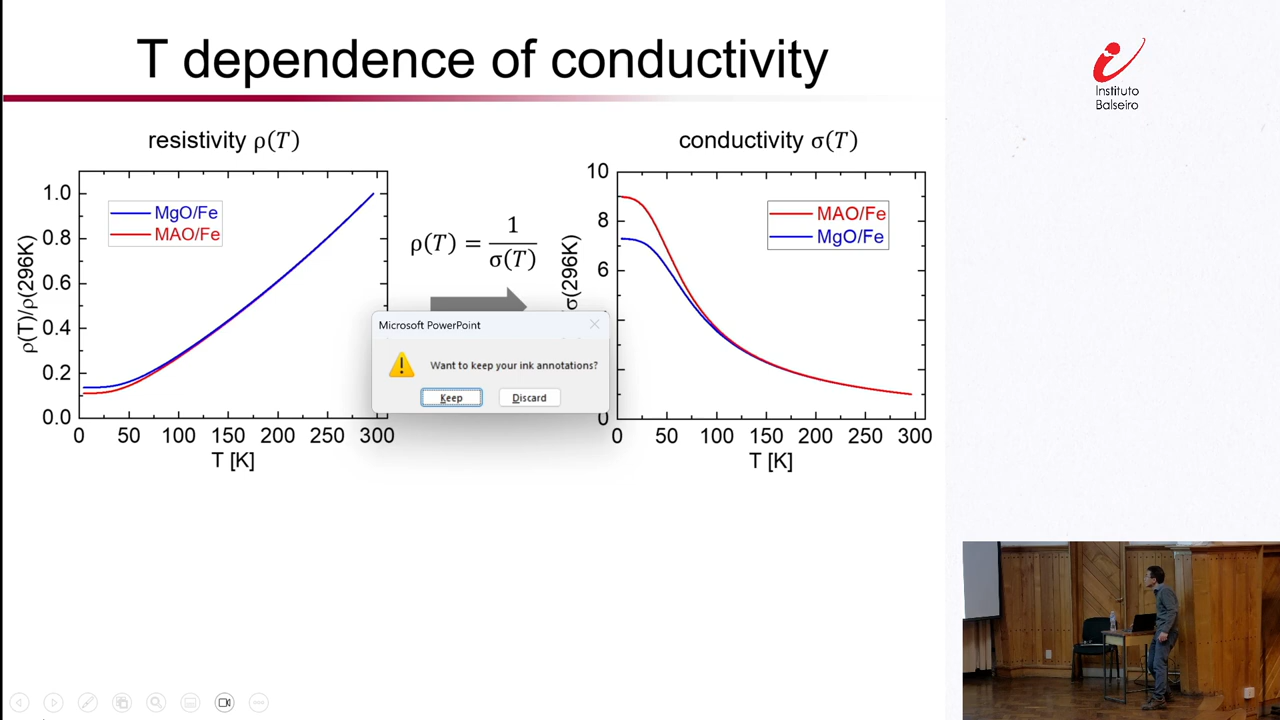 T dependence of conductivity
Instituto
Balseiro
resistivity ρ(T)
conductivity σ(T)
1.0
0.8
0.6
0.4
0.2
0.0
ρ(T)/ρ(296K)
MgO/Fe
MAO/Fe
0 50 100 150 200 250 300
T [K]
ρ(T) = 1/σ(T)
10
8
6
0
σ(296K)
MAO/Fe
MgO/Fe
0 50 100 150 200 250 300
T [K]
Microsoft PowerPoint
Want to keep your ink annotations?
Keep
Discard